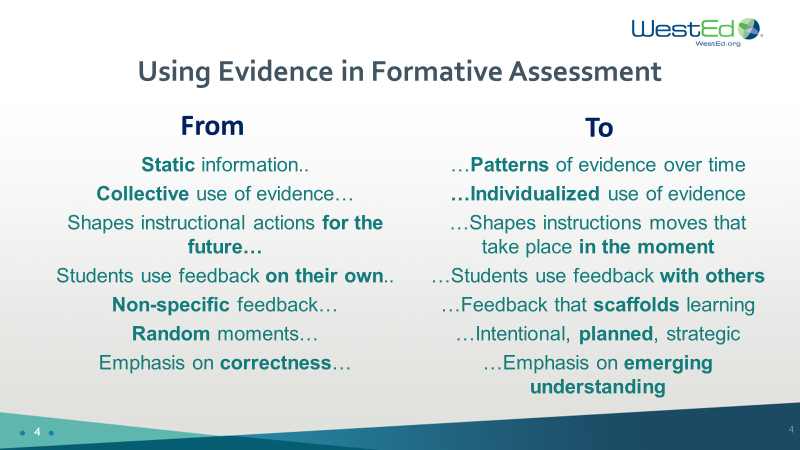 WestEd
WestEd.org
Using Evidence in Formative Assessment
From
Static information..
Collective use of evidence…
Shapes instructional actions for the
future…
Students use feedback on their own..
Non-specific feedback…
Random moments…
Emphasis on correctness…
To
…Patterns of evidence over time
…Individualized use of evidence
…Shapes instructions moves that
take place in the moment
…Students use feedback with others
…Feedback that scaffolds learning
…Intentional, planned, strategic
…Emphasis on emerging
understanding
4
4